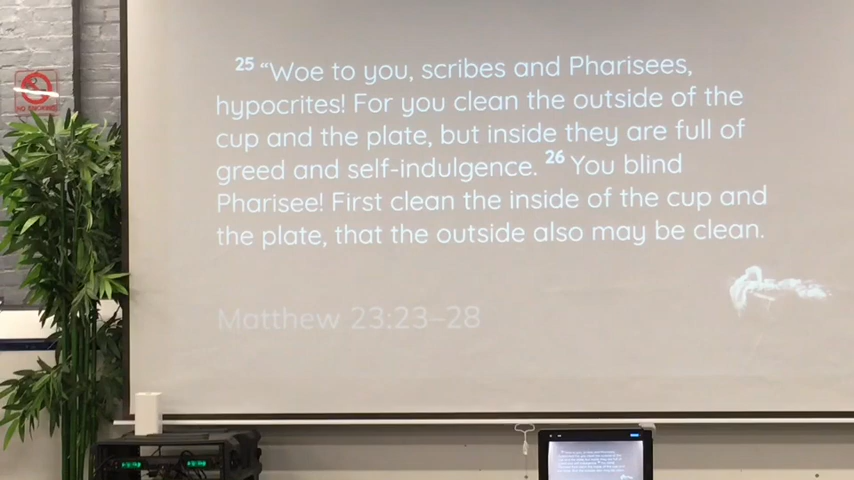 25 “Woe to you, scribes and Pharisees,
hypocrites! For you clean the outside of the
cup and the plate, but inside they are full of
greed and self-indulgence. 26 You blind
Pharisee! First clean the inside of the cup and
the plate, that the outside also may be clean.
Matthew 23:23–28
NO SMOKING